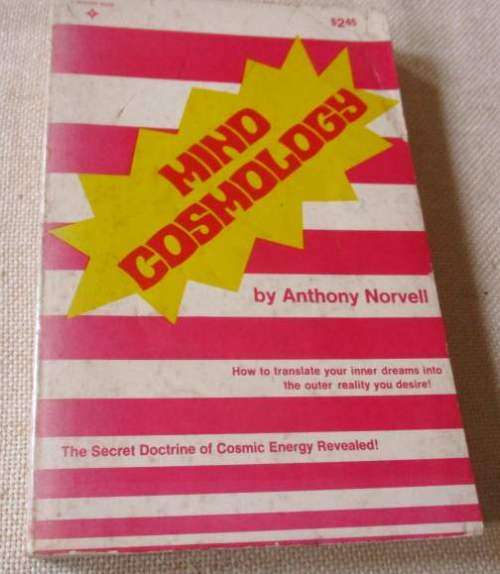 $2.45
MIND
COSMOLOGY
by Anthony Norvell
How to translate your inner dreams into
the outer reality you desire!
The Secret Doctrine of Cosmic Energy Revealed!